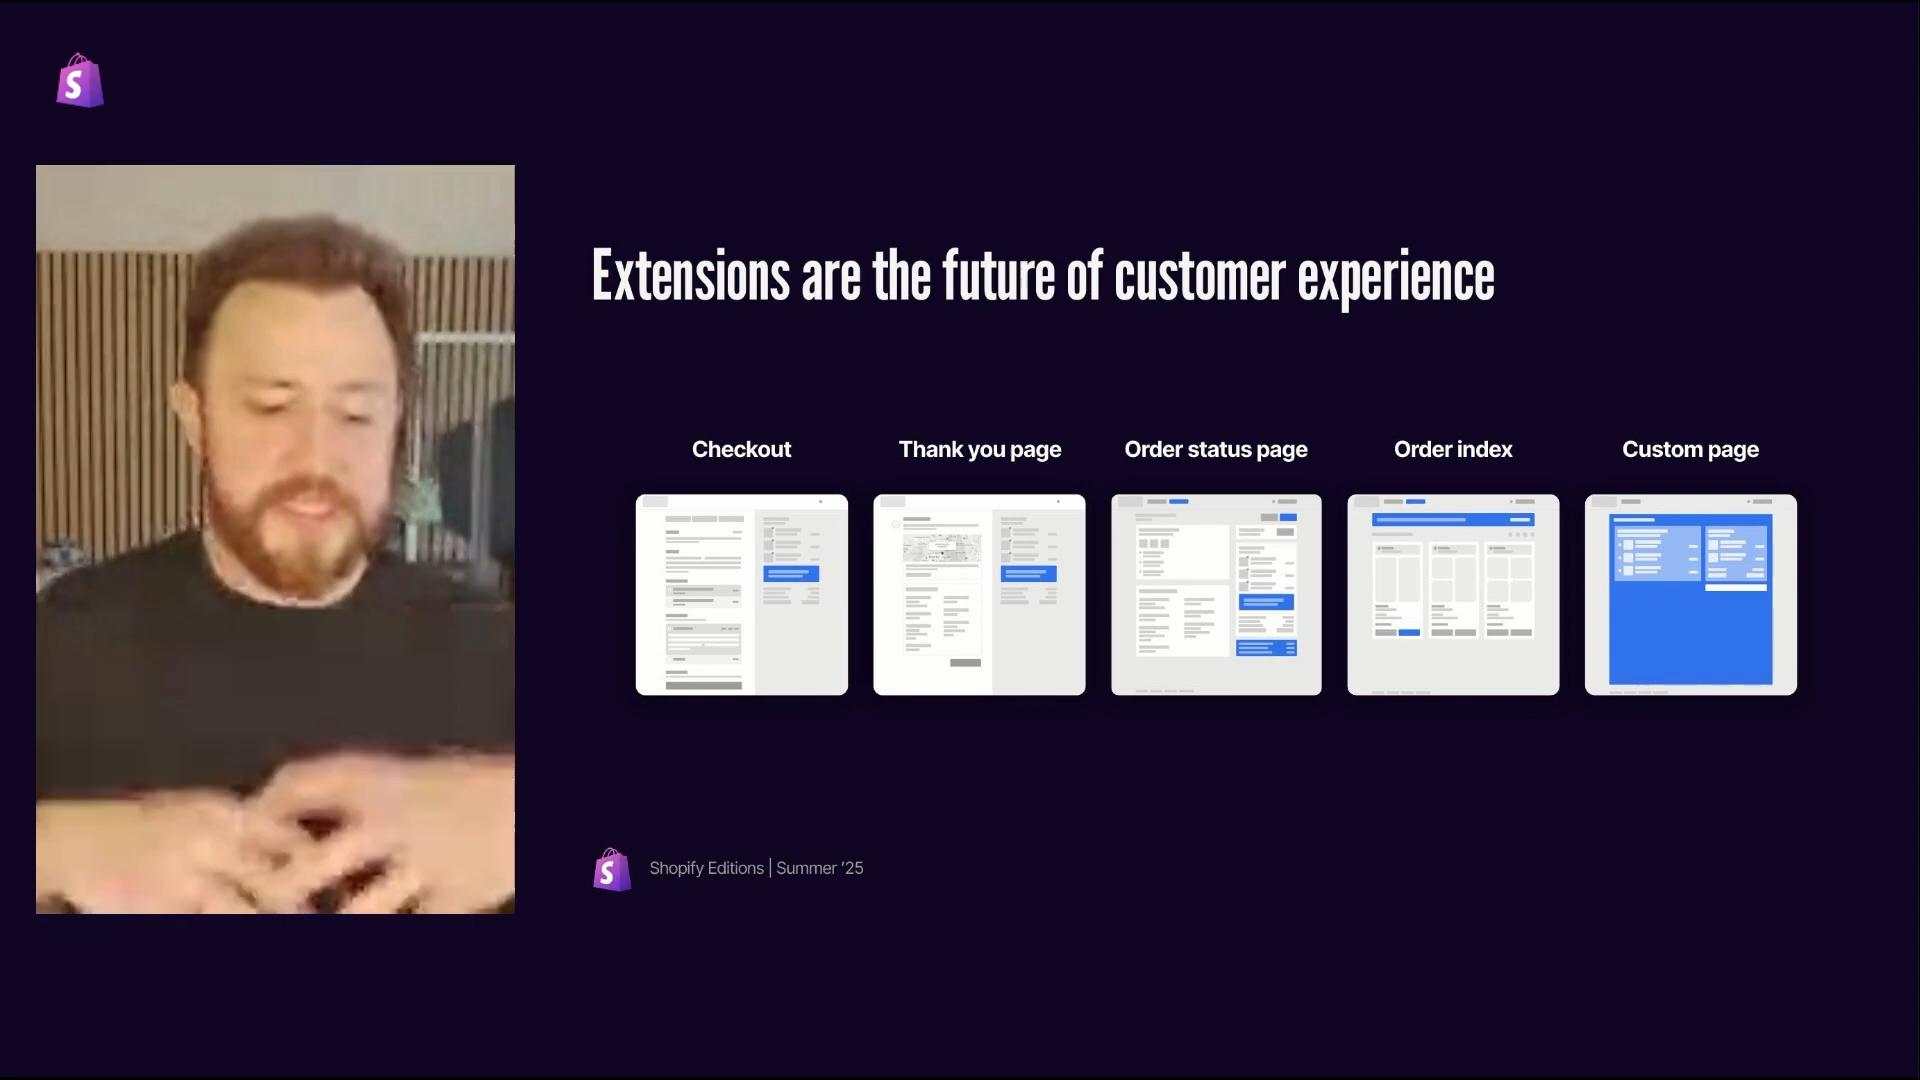 S
Extensions are the future of customer experience
Checkout
Thank you page
Order status page
Order index
Custom page
S
Shopify Editions | Summer ’25